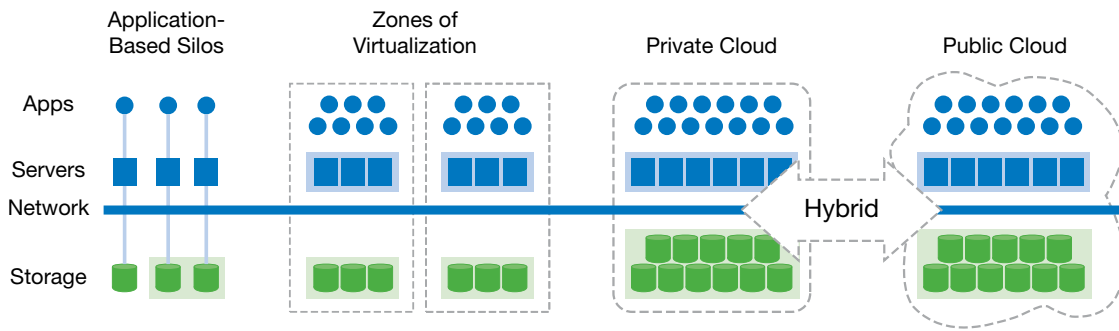 Application-
Based Silos
Zones of
Virtualization
Private Cloud
Public Cloud
Apps
Servers
Network
Hybrid
Storage